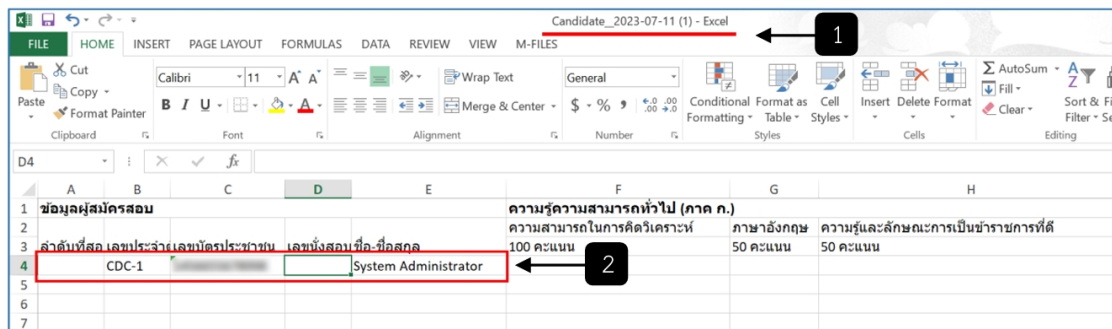 Candidate_2023-07-11 (1) - Excel
1
FILE HOME INSERT PAGE LAYOUT FORMULAS DATA REVIEW VIEW M-FILES
Cut
Copy
Format Painter
Paste
Clipboard
Calibri 11 A A
B I U A
Font
Wrap Text
Merge & Center
Alignment
General
$ % , .0 .00 .00 .0
Number
Conditional Formatting
Format as Table
Cell Styles
Styles
Insert Delete Format
Cells
AutoSum
Fill
Clear
Sort &
Filter
Editing
D4 fx
A B C D E F G H
1 ข้อมูลผู้สมัครสอบ ความรู้ความสามารถทั่วไป (ภาค ก.)
2 ความสามารถในการคิดวิเคราะห์ ภาษาอังกฤษ ความรู้และลักษณะการเป็นข้าราชการที่ดี
3 ลำดับที่สอ เลขประจำต เลขบัตรประชาชน เลขนั่งสอบ ชื่อ-ชื่อสกุล 100 คะแนน 50 คะแนน 50 คะแนน
4 CDC-1 System Administrator
2
5
6
7